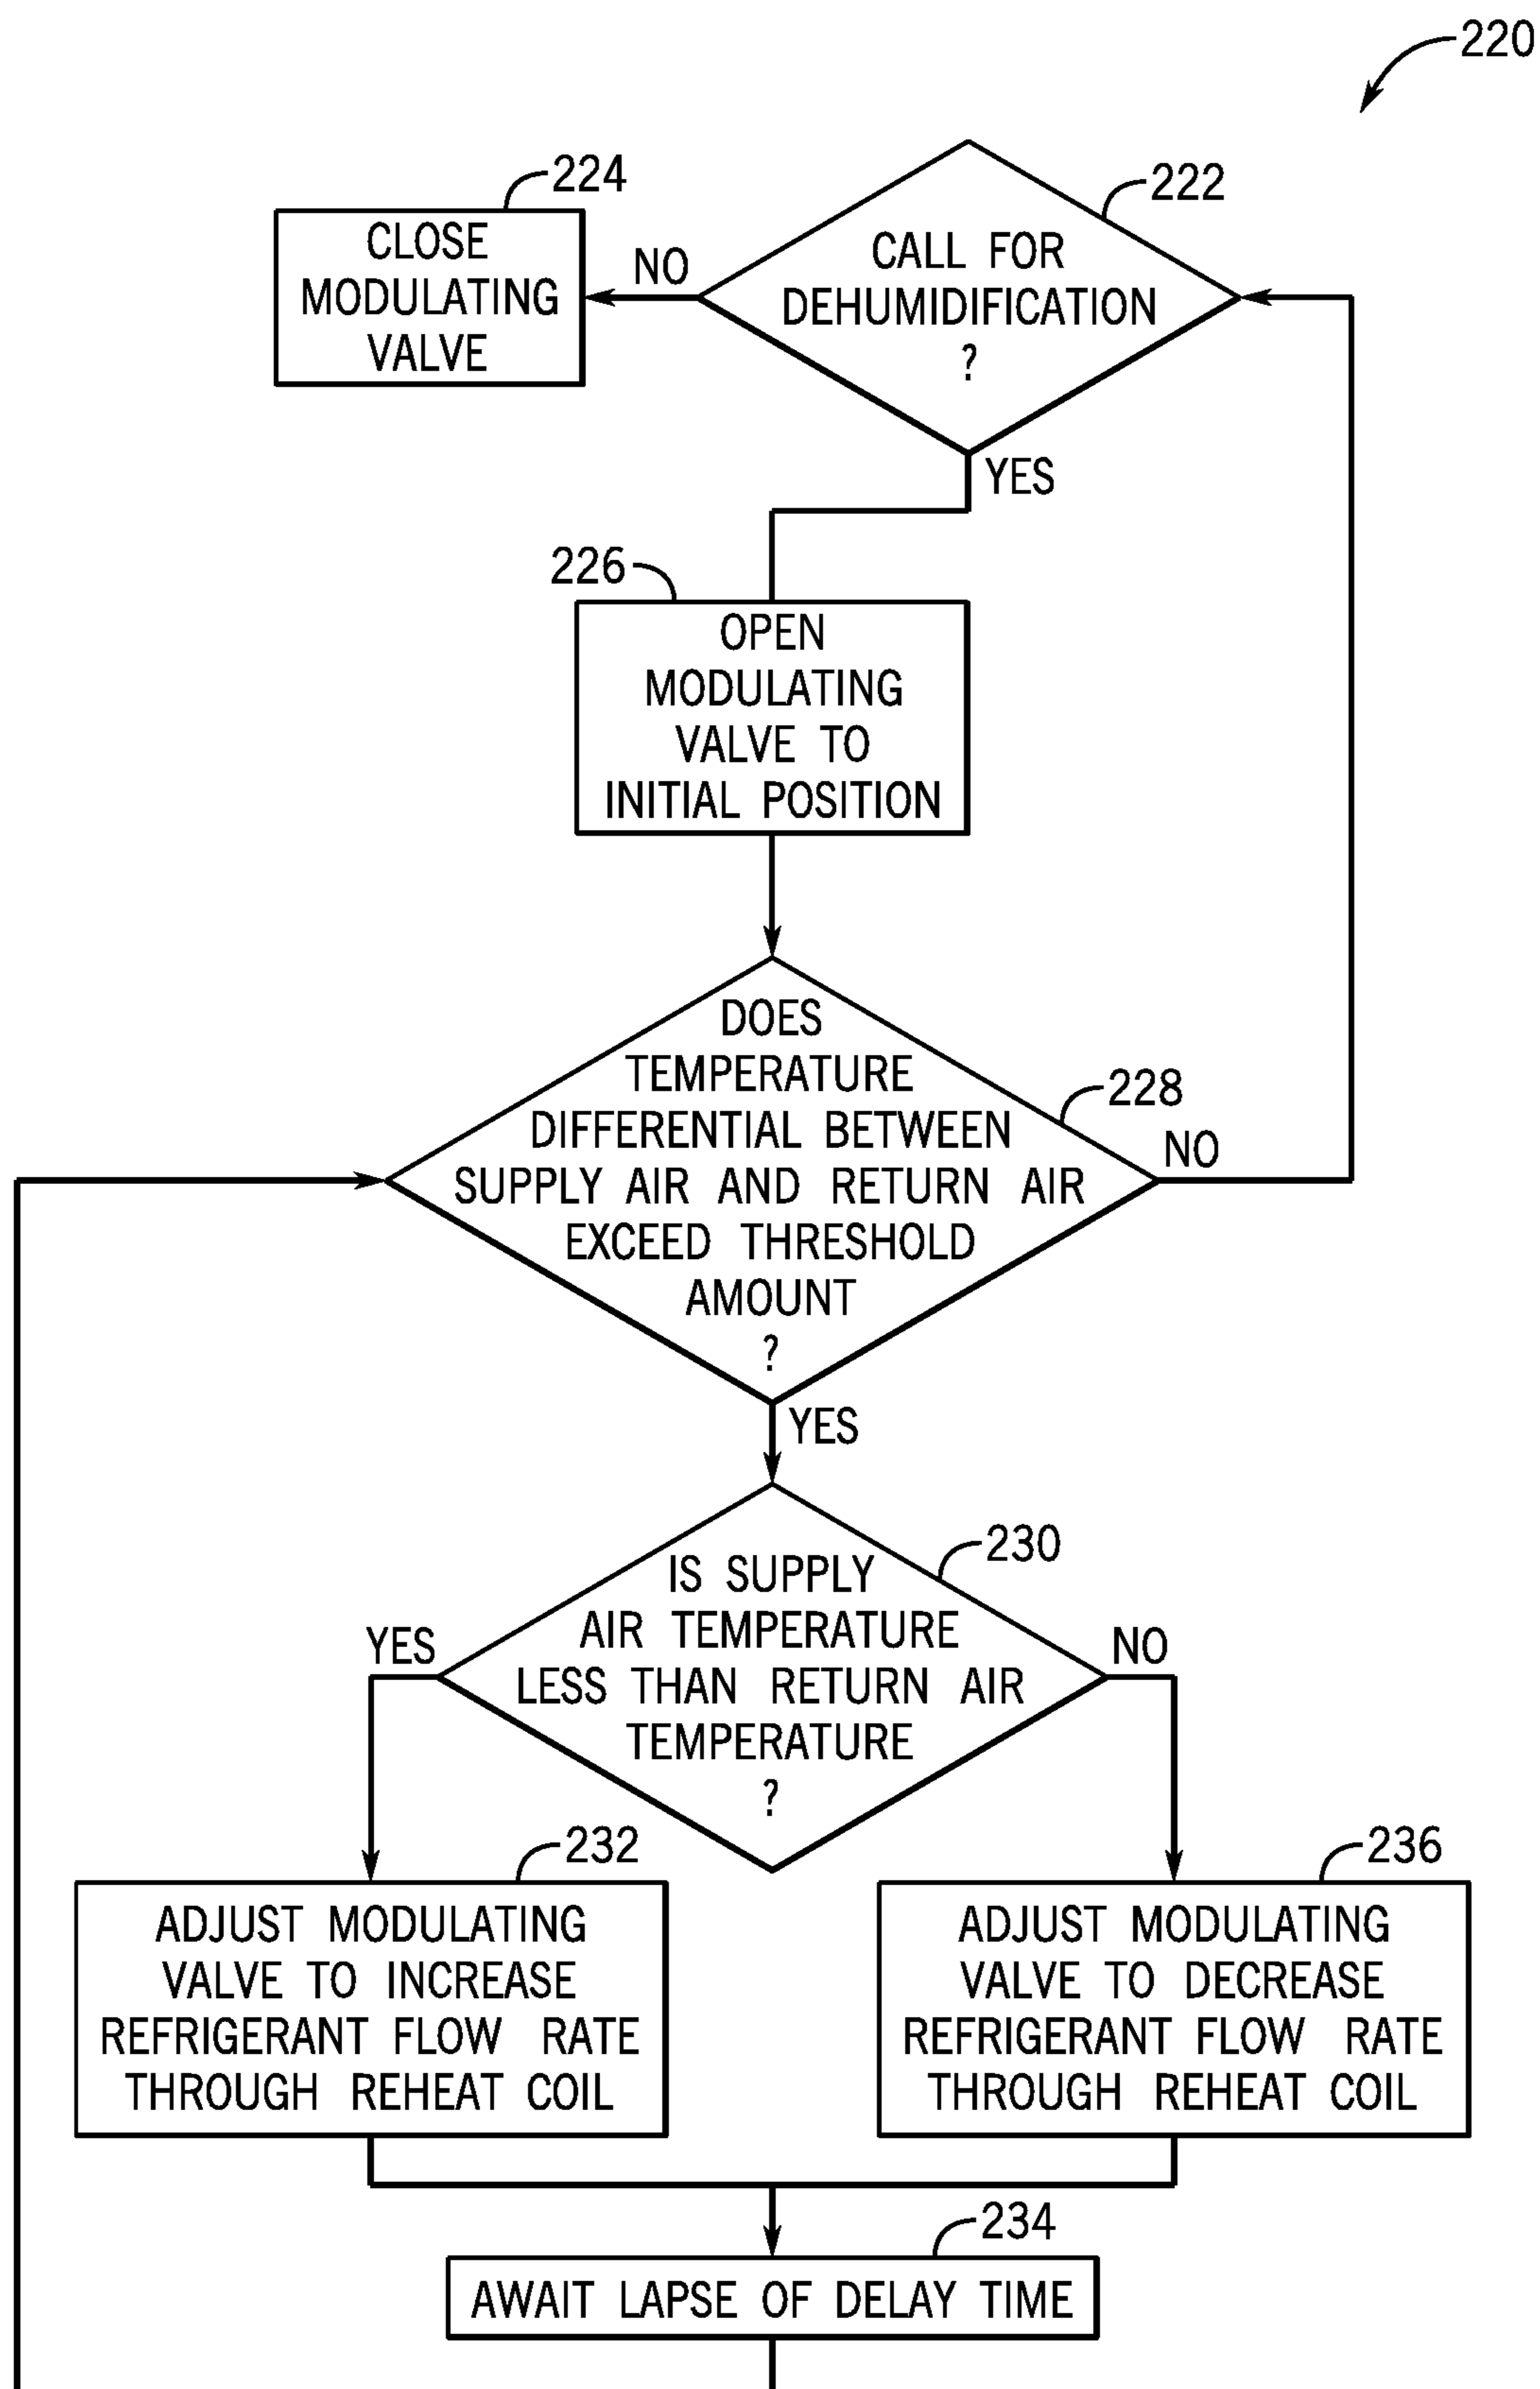 220
224
222
CLOSE
MODULATING
VALVE
NO
CALL FOR
DEHUMIDIFICATION
?
YES
226
OPEN
MODULATING
VALVE TO
INITIAL POSITION
DOES
TEMPERATURE
DIFFERENTIAL BETWEEN
SUPPLY AIR AND RETURN AIR
EXCEED THRESHOLD
AMOUNT
?
228
NO
YES
230
IS SUPPLY
AIR TEMPERATURE
LESS THAN RETURN AIR
TEMPERATURE
?
YES
NO
232
ADJUST MODULATING
VALVE TO INCREASE
REFRIGERANT FLOW RATE
THROUGH REHEAT COIL
236
ADJUST MODULATING
VALVE TO DECREASE
REFRIGERANT FLOW RATE
THROUGH REHEAT COIL
234
AWAIT LAPSE OF DELAY TIME